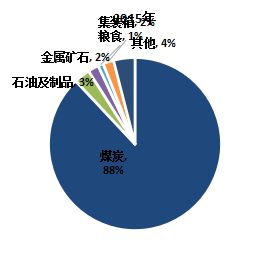 2015年
集装箱, 2%
粮食, 1%
其他, 4%
金属矿石, 2%
石油及制品, 3%
煤炭,
88%